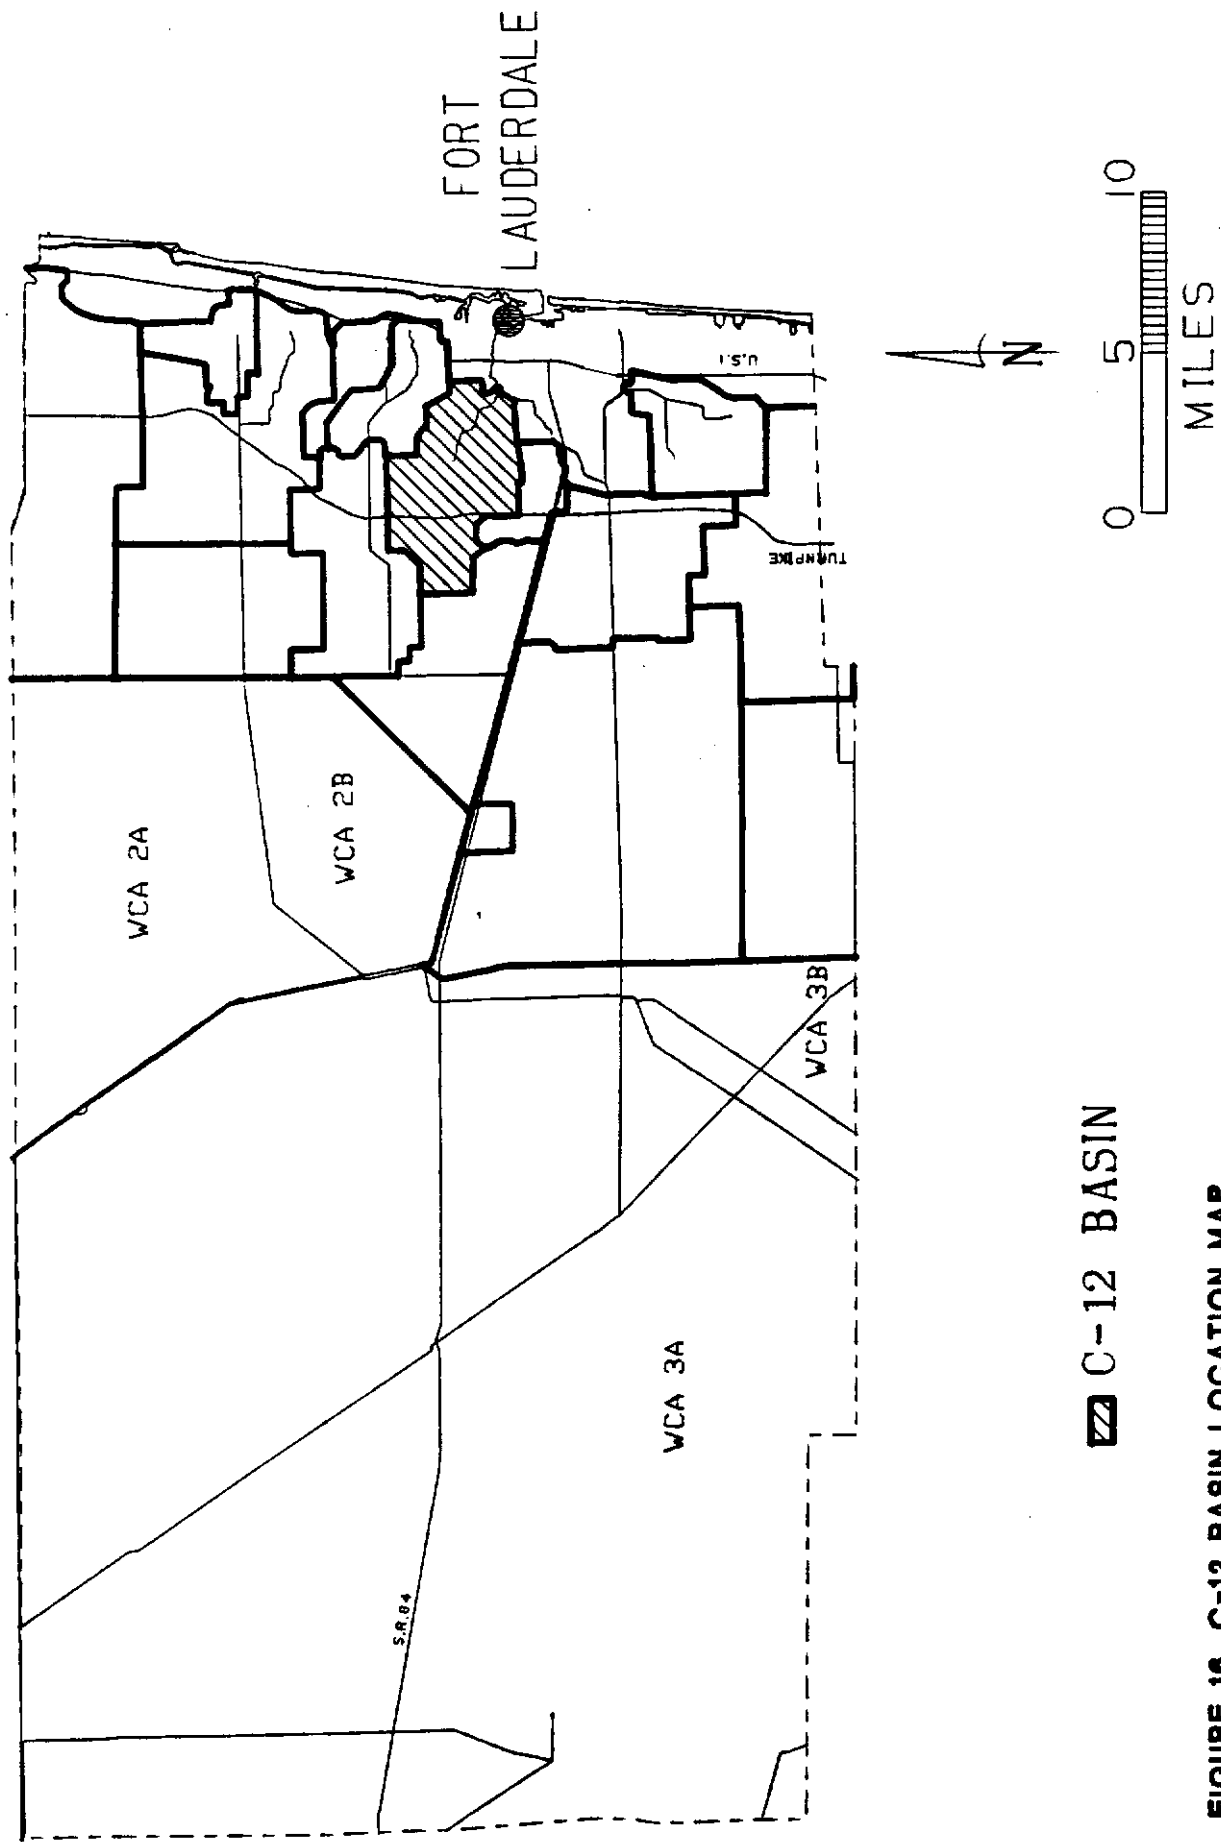 FORT
LAUDERDALE
WCA 2A
WCA 2B
U.S.1
TURNPIKE
WCA 3B
WCA 3A
S.R.84
N
0 5 10
MILES
C-12 BASIN
FIGURE 16 C-12 BASIN LOCATION MAP